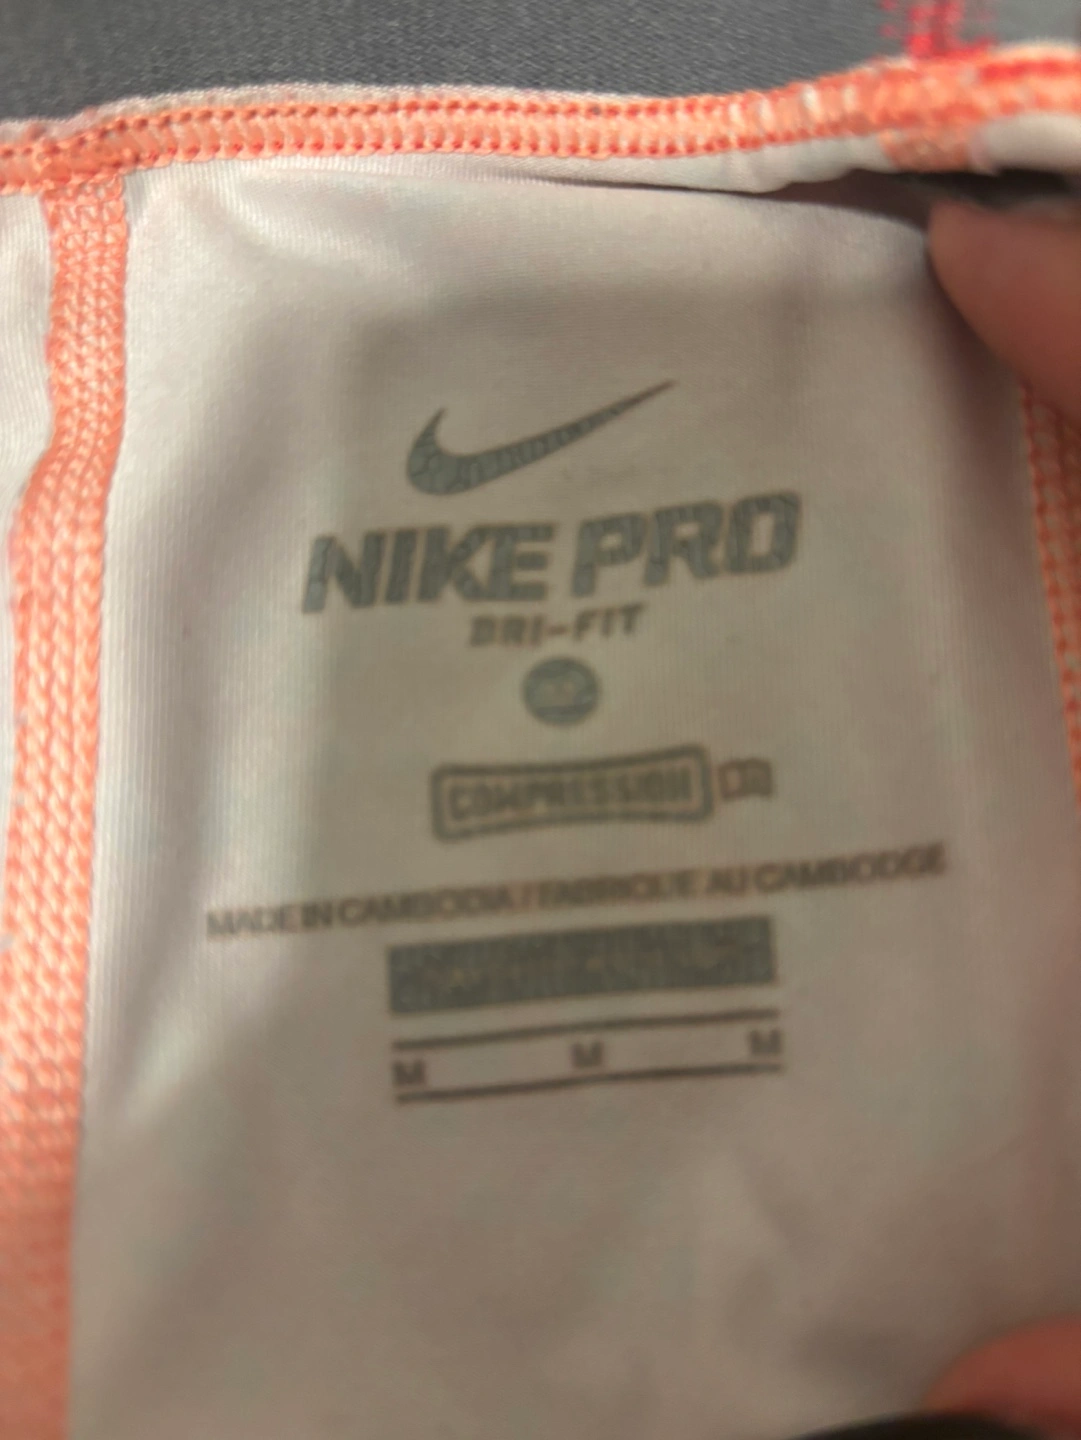 NIKE PRO
DRI-FIT
COMPRESSION
MADE IN CAMBODIA / FABRIQUE AU CAMBODGE
M M M